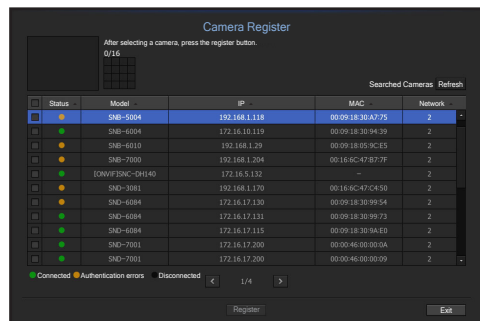 Camera Register
After selecting a camera, press the register button.
0/16
Searched Cameras Refresh
Status Model IP MAC Network
SNB-5004 192.168.1.118 00:09:18:30:A7:75 2
SNB-6004 172.16.10.119 00:09:18:30:94:39 2
SNB-6010 192.168.1.29 00:09:18:05:9C:E5 2
SNB-7000 192.168.1.204 00:16:6C:47:B7:7F 2
[ONVIF]SNC-DH140 172.16.5.132 - 2
SND-3081 192.168.1.170 00:16:6C:47:C4:50 2
SND-6084 172.16.17.130 00:09:18:30:99:54 2
SND-6084 172.16.17.131 00:09:18:30:99:73 2
SND-6084 172.16.17.115 00:09:18:30:9A:E0 2
SND-7001 172.16.17.200 00:00:46:00:00:0A 2
SND-7001 172.16.17.200 00:00:46:00:00:09 2
Connected Authentication errors Disconnected
< 1/4 >
Register Exit